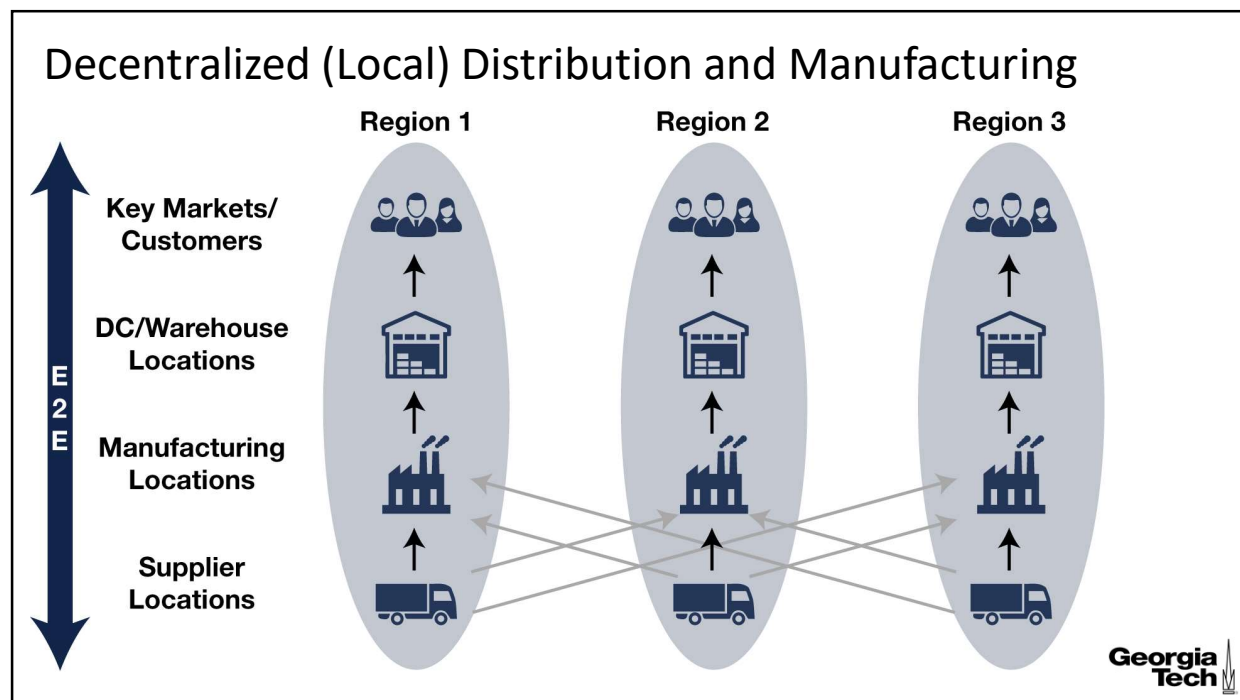 Decentralized (Local) Distribution and Manufacturing
Region 1
Region 2
Region 3
Key Markets/
Customers
DC/Warehouse
Locations
E
2
E
Manufacturing
Locations
Supplier
Locations
Georgia
Tech